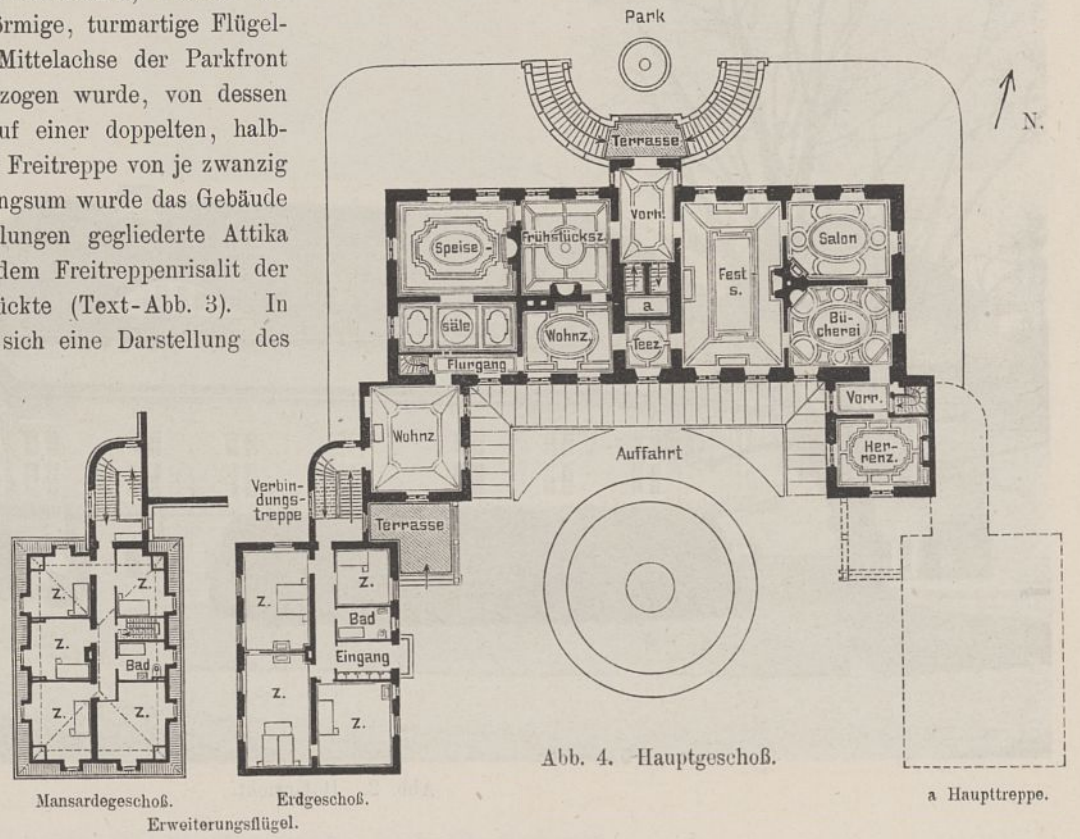 örmige, turmartige Flügel-
Mittelachse der Parkfront
zogen wurde, von dessen
uf einer doppelten, halb-
Freitreppe von je zwanzig
ngsum wurde das Gebäude
lungen gegliederte Attika
dem Freitreppenrisalit der
ückte (Text-Abb. 3). In
sich eine Darstellung des
Park
N.
Terrasse
Vorh.
Speise-
Frühstücksz.
Fest
s.
Salon
a
säle
Wohnz.
Teez.
Bü-
cherei
Flurgang
Wohnz.
Vorr.
Auffahrt
Her-
renz.
Verbin-
dungs-
treppe
Terrasse
Z.
Z.
Z.
Bad
Z.
Z.
Z.
Z.
Bad
Eingang
Z.
Z.
Abb. 4. Hauptgeschoß.
Mansardegeschoß.
Erdgeschoß.
Erweiterungsflügel.
a Haupttreppe.